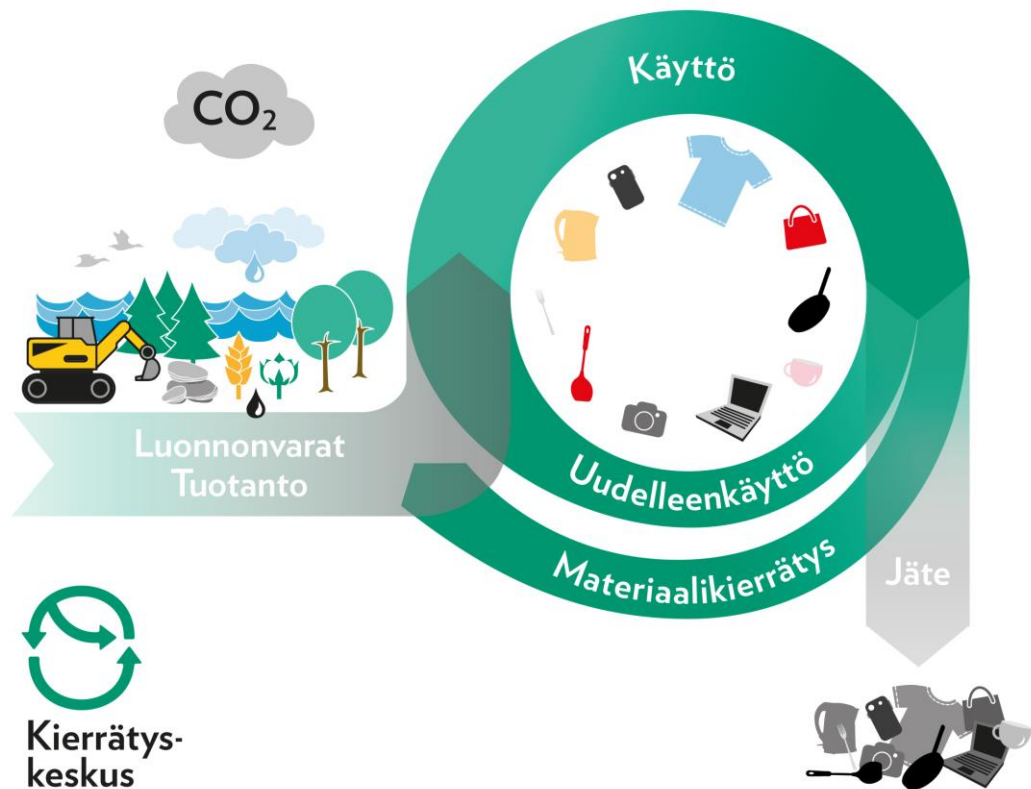 CO₂
Käyttö
Luonnonvarat
Tuotanto
Uudelleenkäyttö
Materiaalikierrätys
Jäte
Kierrätys-
keskus